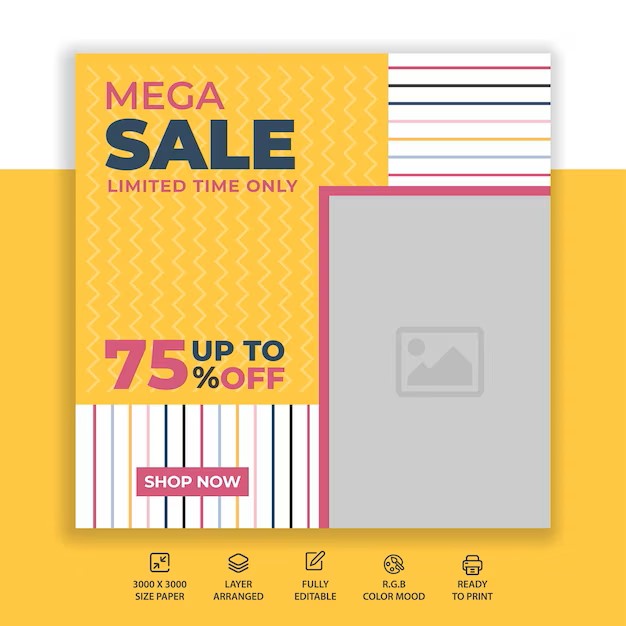 MEGA
SALE
LIMITED TIME ONLY
75 UP TO
%OFF
SHOP NOW
3000 X 3000
SIZE PAPER
LAYER
ARRANGED
FULLY
EDITABLE
R.G.B
COLOR MOOD
READY
TO PRINT